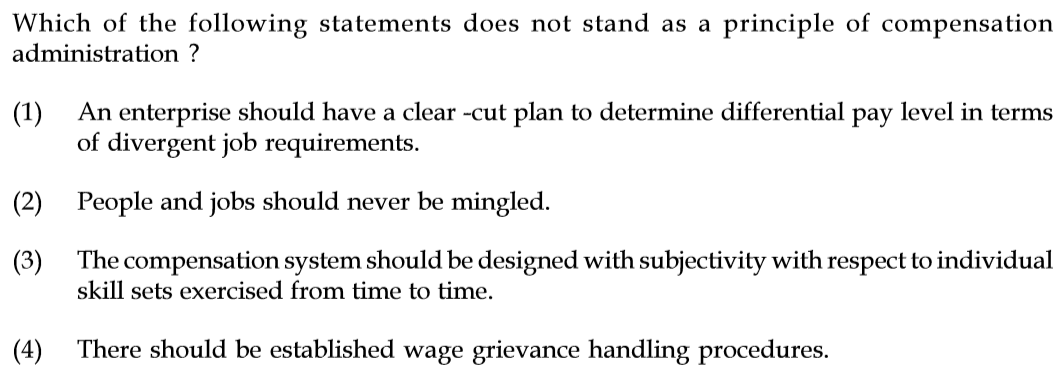 Which of the following statements does not stand as a principle of compensation
administration ?
(1) An enterprise should have a clear -cut plan to determine differential pay level in terms
of divergent job requirements.
(2) People and jobs should never be mingled.
(3) The compensation system should be designed with subjectivity with respect to individual
skill sets exercised from time to time.
(4) There should be established wage grievance handling procedures.